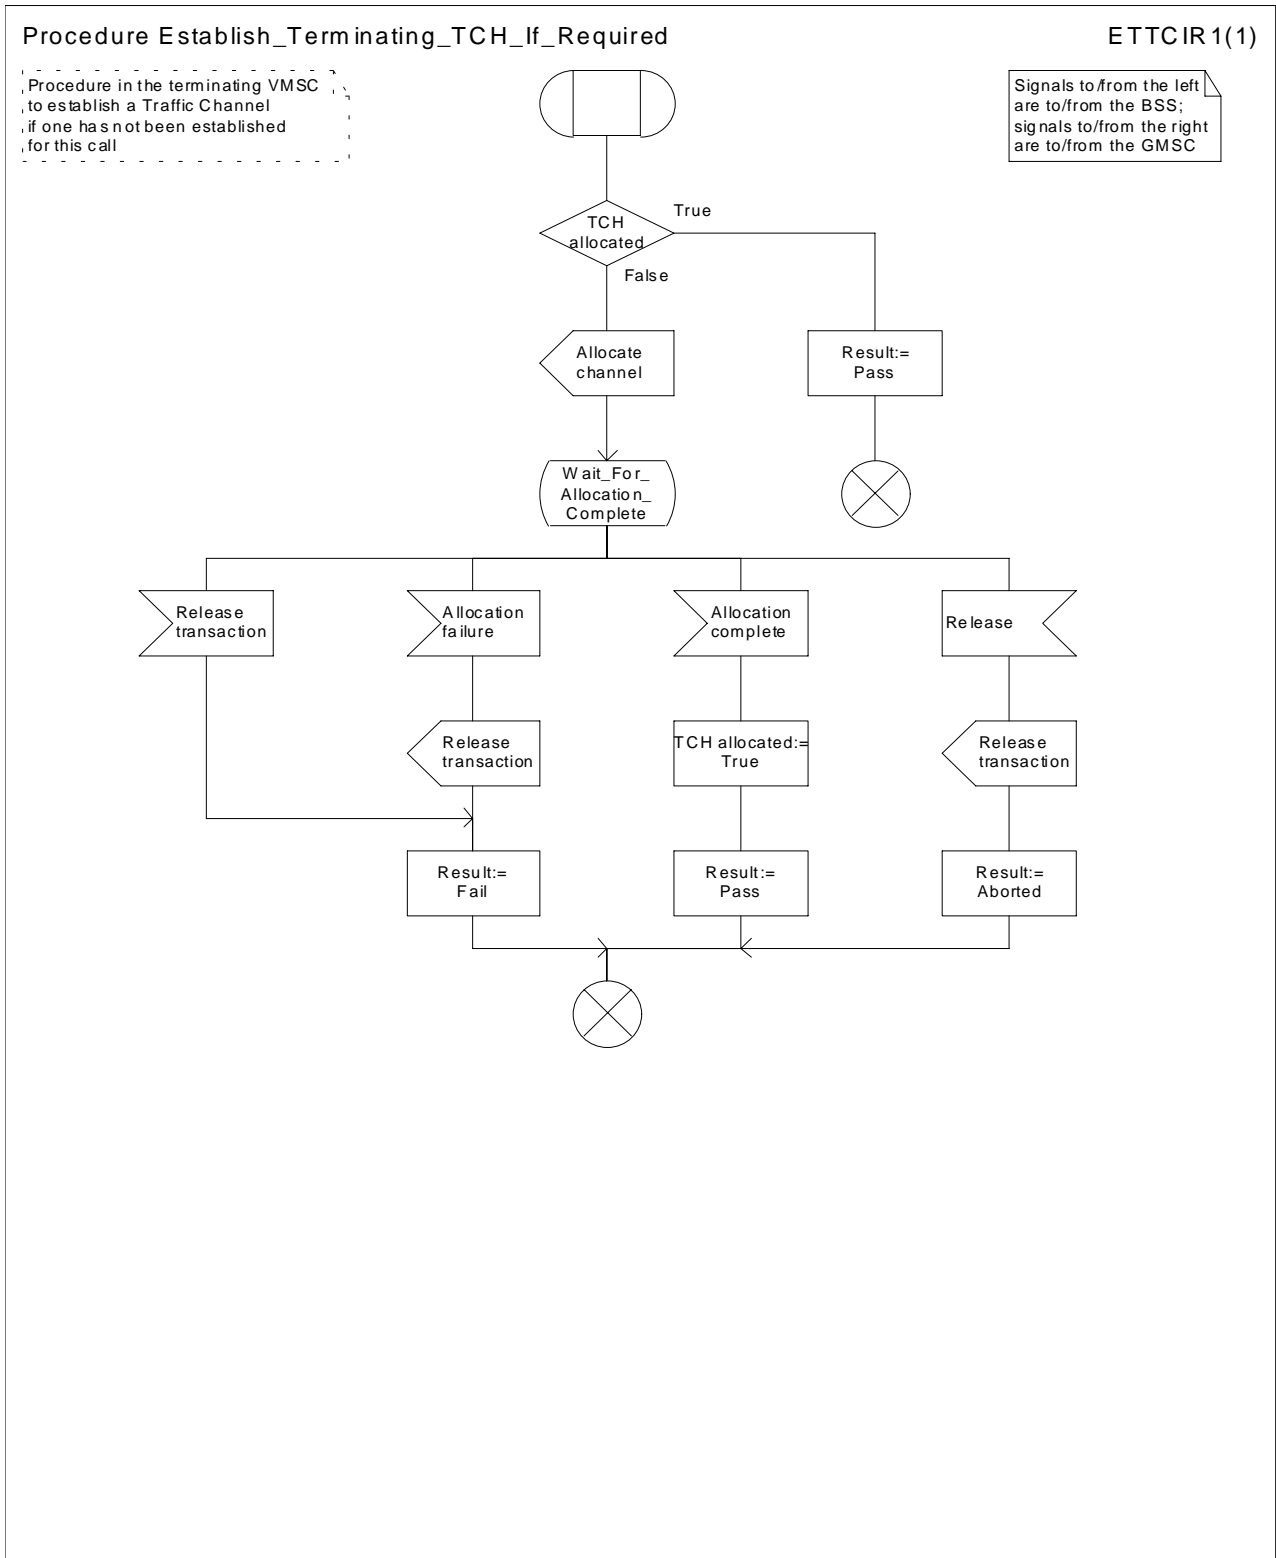 Procedure Establish_Terminating_TCH_If_Required
ETTCIR1(1)
Procedure in the terminating VMSC
to establish a Traffic Channel
if one has not been established
for this call
Signals to/from the left
are to/from the BSS;
signals to/from the right
are to/from the GMSC
TCH
allocated
True
False
Allocate
channel
Result:=
Pass
Wait_For_
Allocation_
Complete
Release
transaction
Allocation
failure
Allocation
complete
Release
Release
transaction
TCH allocated:=
True
Release
transaction
Result:=
Fail
Result:=
Pass
Result:=
Aborted